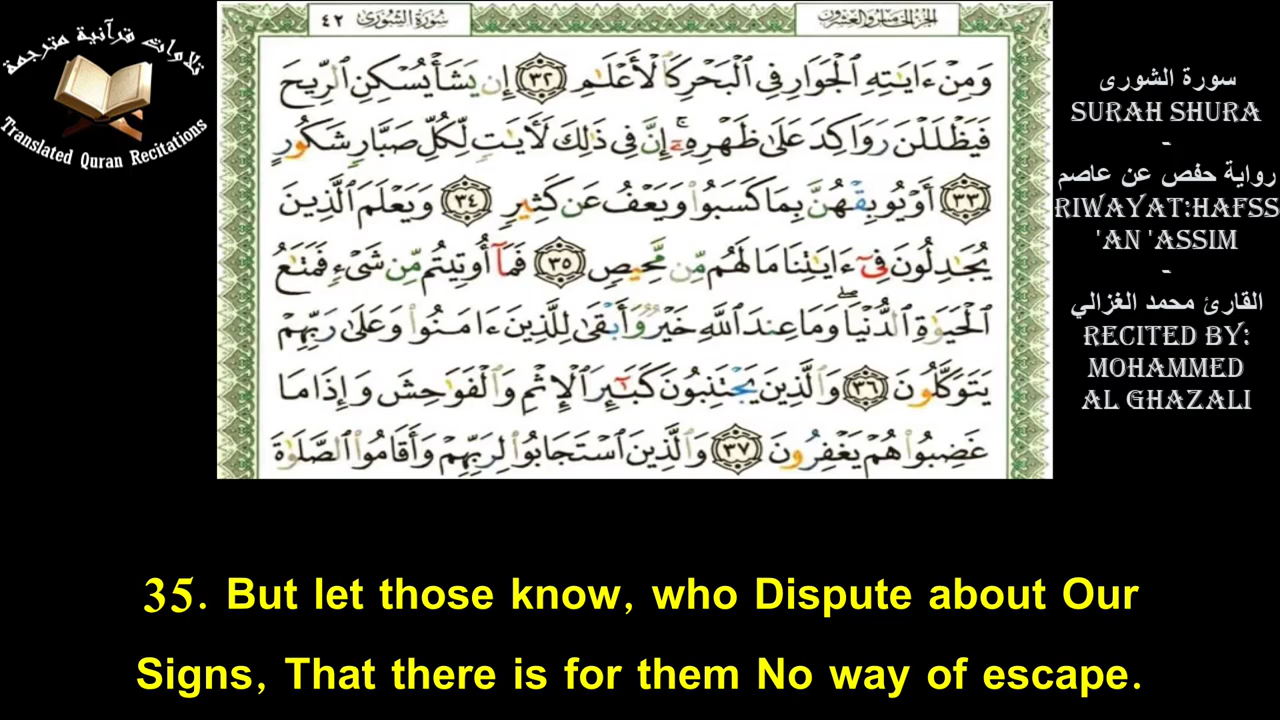 تلاوات قرآنية مترجمة
Translated Quran Recitations
سورة الشورى ٤٢
الجزء الخامس والعشرون
وَمِنْ ءَايَٰتِهِ ٱلْجَوَارِ فِى ٱلْبَحْرِ كَٱلْأَعْلَٰمِ ٣٢ إِن يَشَأْ يُسْكِنِ ٱلرِّيحَ
فَيَظْلَلْنَ رَوَاكِدَ عَلَىٰ ظَهْرِهِۦٓ ۚ إِنَّ فِى ذَٰلِكَ لَءَايَٰتٍ لِّكُلِّ صَبَّارٍ شَكُورٍ
٣٣ أَوْ يُوبِقْهُنَّ بِمَا كَسَبُوا۟ وَيَعْفُ عَن كَثِيرٍ ٣٤ وَيَعْلَمَ ٱلَّذِينَ
يُجَٰدِلُونَ فِىٓ ءَايَٰتِنَا مَا لَهُم مِّن مَّحِيصٍ ٣٥ فَمَآ أُوتِيتُم مِّن شَىْءٍ فَمَتَٰعُ
ٱلْحَيَوٰةِ ٱلدُّنْيَا ۖ وَمَا عِندَ ٱللَّهِ خَيْرٌ وَأَبْقَىٰ لِلَّذِينَ ءَامَنُوا۟ وَعَلَىٰ رَبِّهِمْ
يَتَوَكَّلُونَ ٣٦ وَٱلَّذِينَ يَجْتَنِبُونَ كَبَٰٓئِرَ ٱلْإِثْمِ وَٱلْفَوَٰحِشَ وَإِذَا مَا
غَضِبُوا۟ هُمْ يَغْفِرُونَ ٣٧ وَٱلَّذِينَ ٱسْتَجَابُوا۟ لِرَبِّهِمْ وَأَقَامُوا۟ ٱلصَّلَوٰةَ
سورة الشورى
SURAH SHURA
-
رواية حفص عن عاصم
RIWAYAT:HAFSS
'AN 'ASSIM
-
القارئ محمد الغزالي
RECITED BY:
MOHAMMED
AL GHAZALI
35. But let those know, who Dispute about Our
Signs, That there is for them No way of escape.